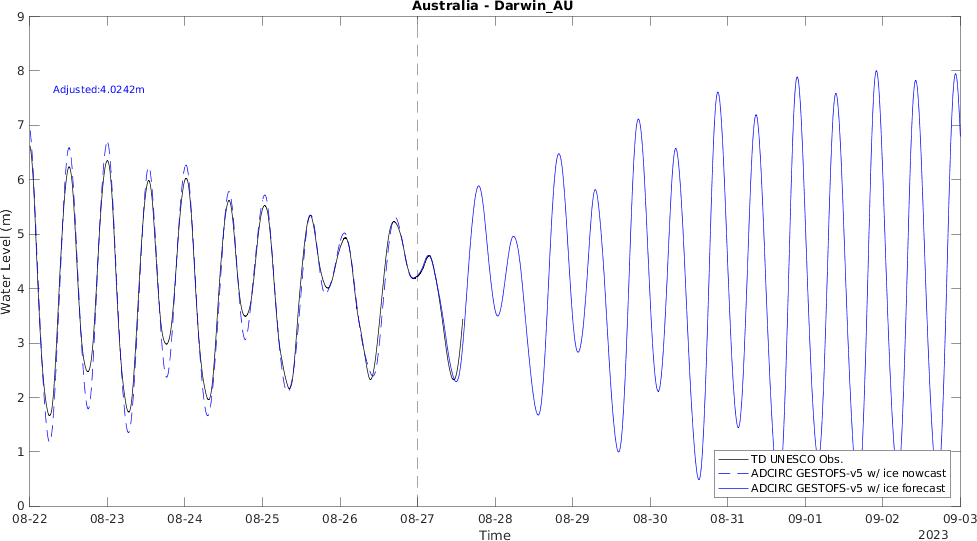 Australia - Darwin_AU
9
8
Adjusted:4.0242m
7
6
5
Water Level (m)
4
3
2
1
0
TD UNESCO Obs.
ADCIRC GESTOFS-v5 w/ ice nowcast
ADCIRC GESTOFS-v5 w/ ice forecast
08-22 08-23 08-24 08-25 08-26 08-27 08-28 08-29 08-30 08-31 09-01 09-02 09-03
Time
2023